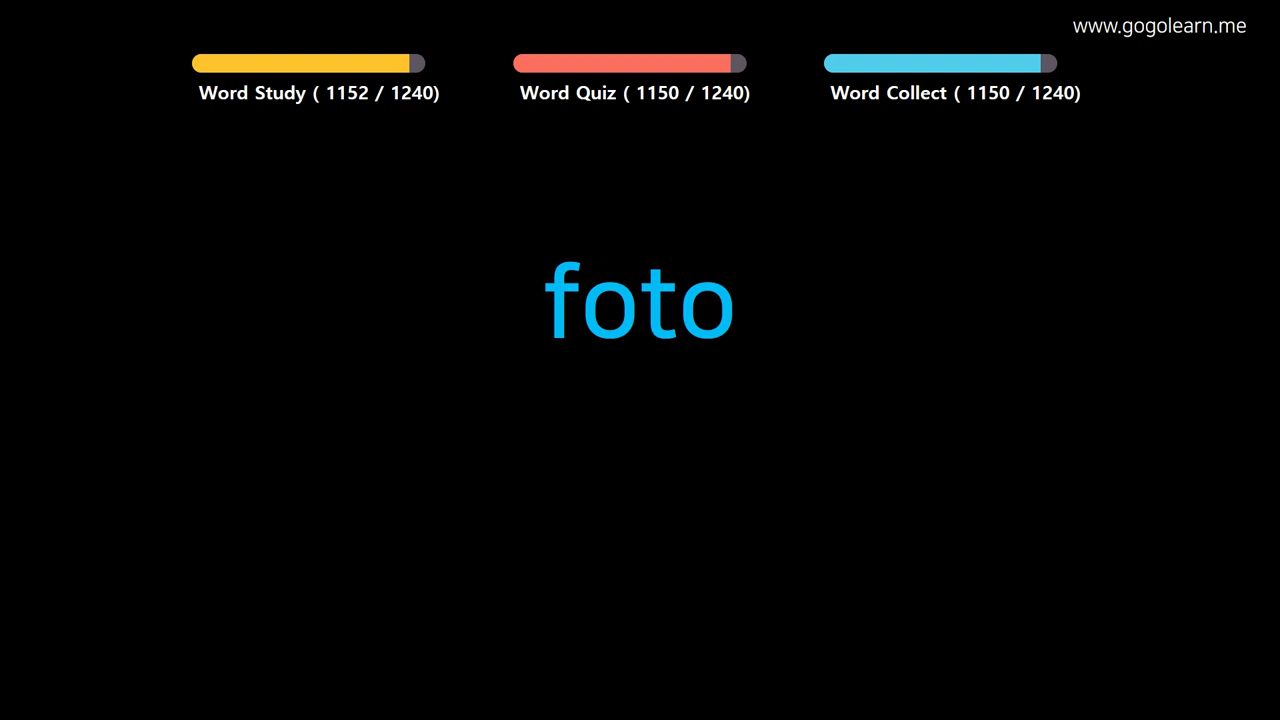 www.gogolearn.me
Word Study ( 1152 / 1240)
Word Quiz ( 1150 / 1240)
Word Collect ( 1150 / 1240)
foto